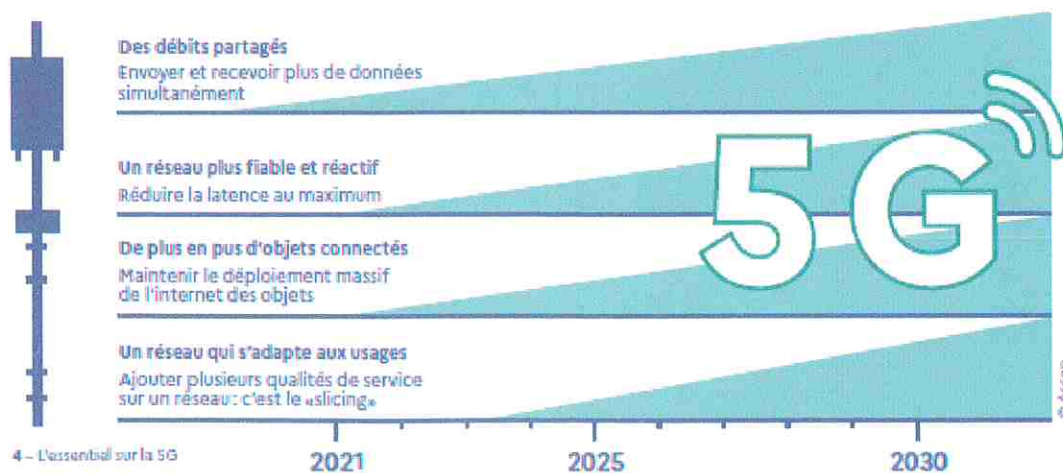 Des débits partagés
Envoyer et recevoir plus de données
simultanément
Un réseau plus fiable et réactif
Réduire la latence au maximum
De plus en pus d'objets connectés
Maintenir le déploiement massif
de l'internet des objets
Un réseau qui s'adapte aux usages
Ajouter plusieurs qualités de service
sur un réseau : c'est le «slicing»
5G
4 – L'essentiel sur la 5G
2021
2025
2030